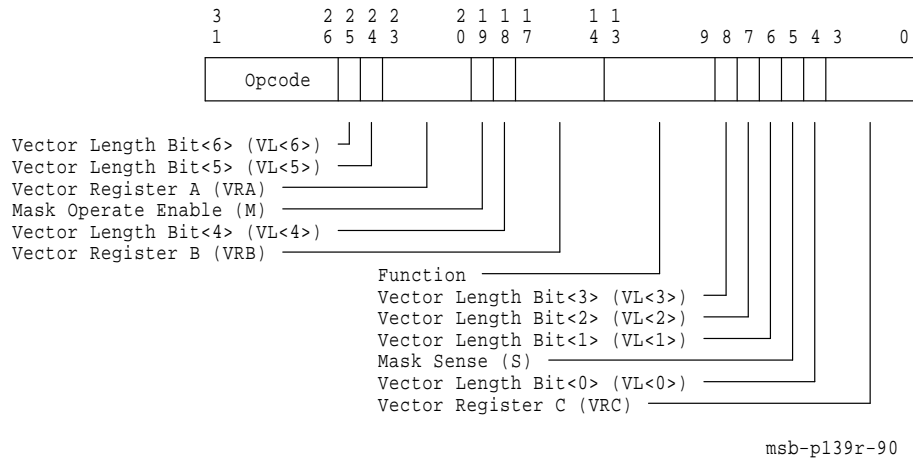 3 2 2 2 2 2 1 1 1 1 1
1 6 5 4 3 0 9 8 7 4 3 9 8 7 6 5 4 3 0
Opcode
Vector Length Bit<6> (VL<6>)
Vector Length Bit<5> (VL<5>)
Vector Register A (VRA)
Mask Operate Enable (M)
Vector Length Bit<4> (VL<4>)
Vector Register B (VRB)
Function
Vector Length Bit<3> (VL<3>)
Vector Length Bit<2> (VL<2>)
Vector Length Bit<1> (VL<1>)
Mask Sense (S)
Vector Length Bit<0> (VL<0>)
Vector Register C (VRC)
msb-p139r-90